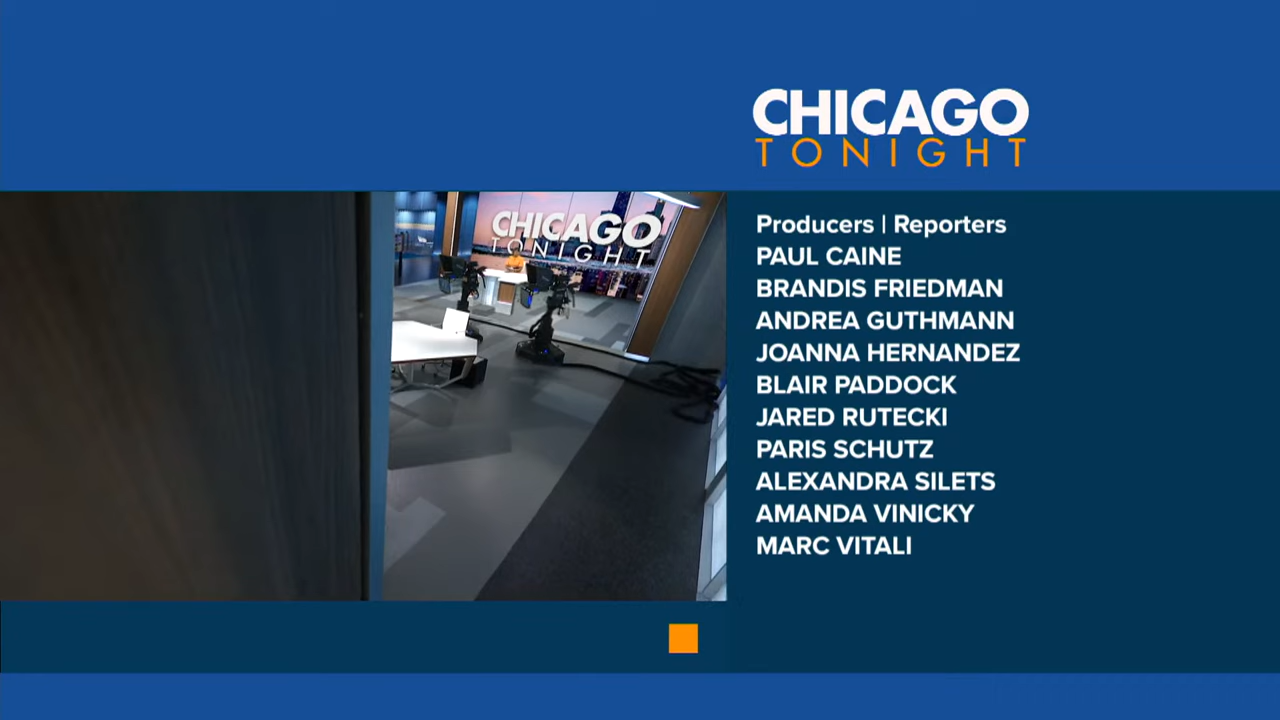 CHICAGO
TONIGHT
CHICAGO
TONIGHT
Producers | Reporters
PAUL CAINE
BRANDIS FRIEDMAN
ANDREA GUTHMANN
JOANNA HERNANDEZ
BLAIR PADDOCK
JARED RUTECKI
PARIS SCHUTZ
ALEXANDRA SILETS
AMANDA VINICKY
MARC VITALI